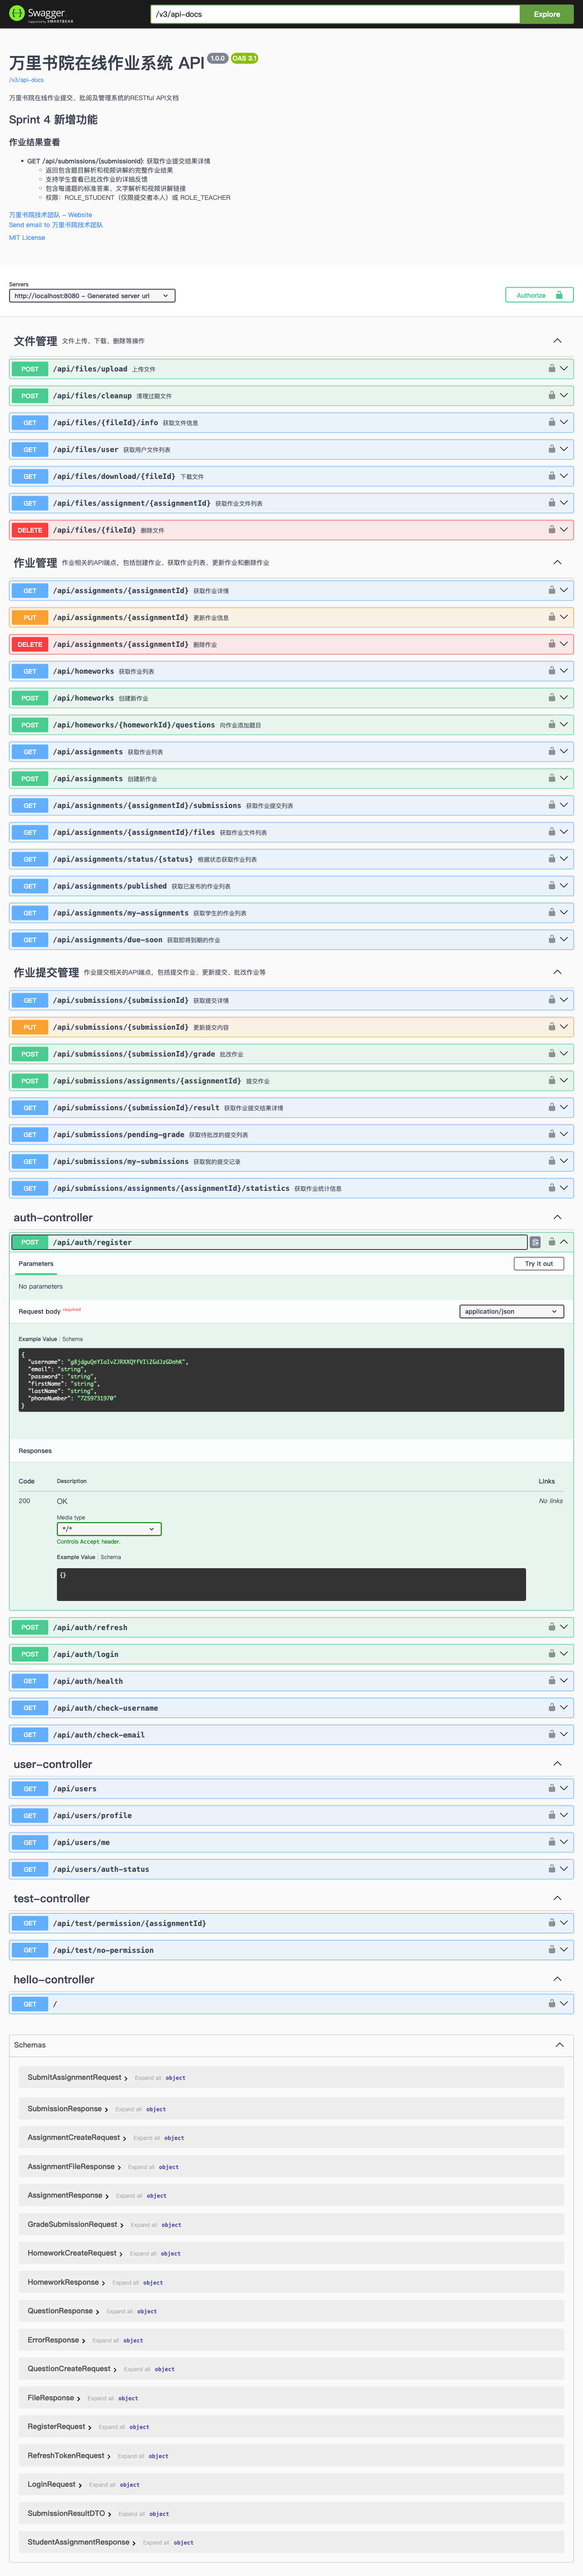 Swagger
Supported by SMARTBEAR
/v3/api-docs
Explore
万里书院在线作业系统 API 1.0.0 OAS 3.1
/v3/api-docs
万里书院在线作业提交、批阅及管理系统的RESTful API文档
Sprint 4 新增功能
作业结果查看
GET /api/submissions/{submissionId}: 获取作业提交结果详情
返回包含题目解析和视频讲解的完整作业结果
支持学生查看已批改作业的详细反馈
包含每道题的标准答案、文字解析和视频讲解链接
权限：ROLE_STUDENT（仅限提交者本人）或 ROLE_TEACHER
万里书院技术团队 - Website
Send email to 万里书院技术团队
MIT License
Servers
http://localhost:8080 - Generated server url
Authorize
文件管理 文件上传、下载、删除等操作
POST /api/files/upload 上传文件
POST /api/files/cleanup 清理过期文件
GET /api/files/{fileId}/info 获取文件信息
GET /api/files/user 获取用户文件列表
GET /api/files/download/{fileId} 下载文件
GET /api/files/assignment/{assignmentId} 获取作业文件列表
DELETE /api/files/{fileId} 删除文件
作业管理 作业相关的API端点，包括创建作业、获取作业列表、更新作业和删除作业
GET /api/assignments/{assignmentId} 获取作业详情
PUT /api/assignments/{assignmentId} 更新作业信息
DELETE /api/assignments/{assignmentId} 删除作业
GET /api/homeworks 获取作业列表
POST /api/homeworks 创建新作业
POST /api/homeworks/{homeworkId}/questions 向作业添加题目
GET /api/assignments 获取作业列表
POST /api/assignments 创建新作业
GET /api/assignments/{assignmentId}/submissions 获取作业提交列表
GET /api/assignments/{assignmentId}/files 获取作业文件列表
GET /api/assignments/status/{status} 根据状态获取作业列表
GET /api/assignments/published 获取已发布的作业列表
GET /api/assignments/my-assignments 获取学生的作业列表
GET /api/assignments/due-soon 获取即将到期的作业
作业提交管理 作业提交相关的API端点，包括提交作业、更新提交、批改作业等
GET /api/submissions/{submissionId} 获取提交详情
PUT /api/submissions/{submissionId} 更新提交内容
POST /api/submissions/{submissionId}/grade 批改作业
POST /api/submissions/assignments/{assignmentId} 提交作业
GET /api/submissions/{submissionId}/result 获取作业提交结果详情
GET /api/submissions/pending-grade 获取待批改的提交列表
GET /api/submissions/my-submissions 获取我的提交记录
GET /api/submissions/assignments/{assignmentId}/statistics 获取作业统计信息
auth-controller
POST /api/auth/register
Parameters
Try it out
No parameters
Request body required
application/json
Example Value | Schema
{
"username": "g8jdguQeYIaIvZJRXXQYfVIiZGdJzGDohK",
"email": "string",
"password": "string",
"firstName": "string",
"lastName": "string",
"phoneNumber": "7259731970"
}
Responses
Code Description Links
200 OK No links
Media type
*/*
Controls Accept header.
Example Value | Schema
{}
POST /api/auth/refresh
POST /api/auth/login
GET /api/auth/health
GET /api/auth/check-username
GET /api/auth/check-email
user-controller
GET /api/users
GET /api/users/profile
GET /api/users/me
GET /api/users/auth-status
test-controller
GET /api/test/permission/{assignmentId}
GET /api/test/no-permission
hello-controller
GET /
Schemas
SubmitAssignmentRequest Expand all object
SubmissionResponse Expand all object
AssignmentCreateRequest Expand all object
AssignmentFileResponse Expand all object
AssignmentResponse Expand all object
GradeSubmissionRequest Expand all object
HomeworkCreateRequest Expand all object
HomeworkResponse Expand all object
QuestionResponse Expand all object
ErrorResponse Expand all object
QuestionCreateRequest Expand all object
FileResponse Expand all object
RegisterRequest Expand all object
RefreshTokenRequest Expand all object
LoginRequest Expand all object
SubmissionResultDTO Expand all object
StudentAssignmentResponse Expand all object